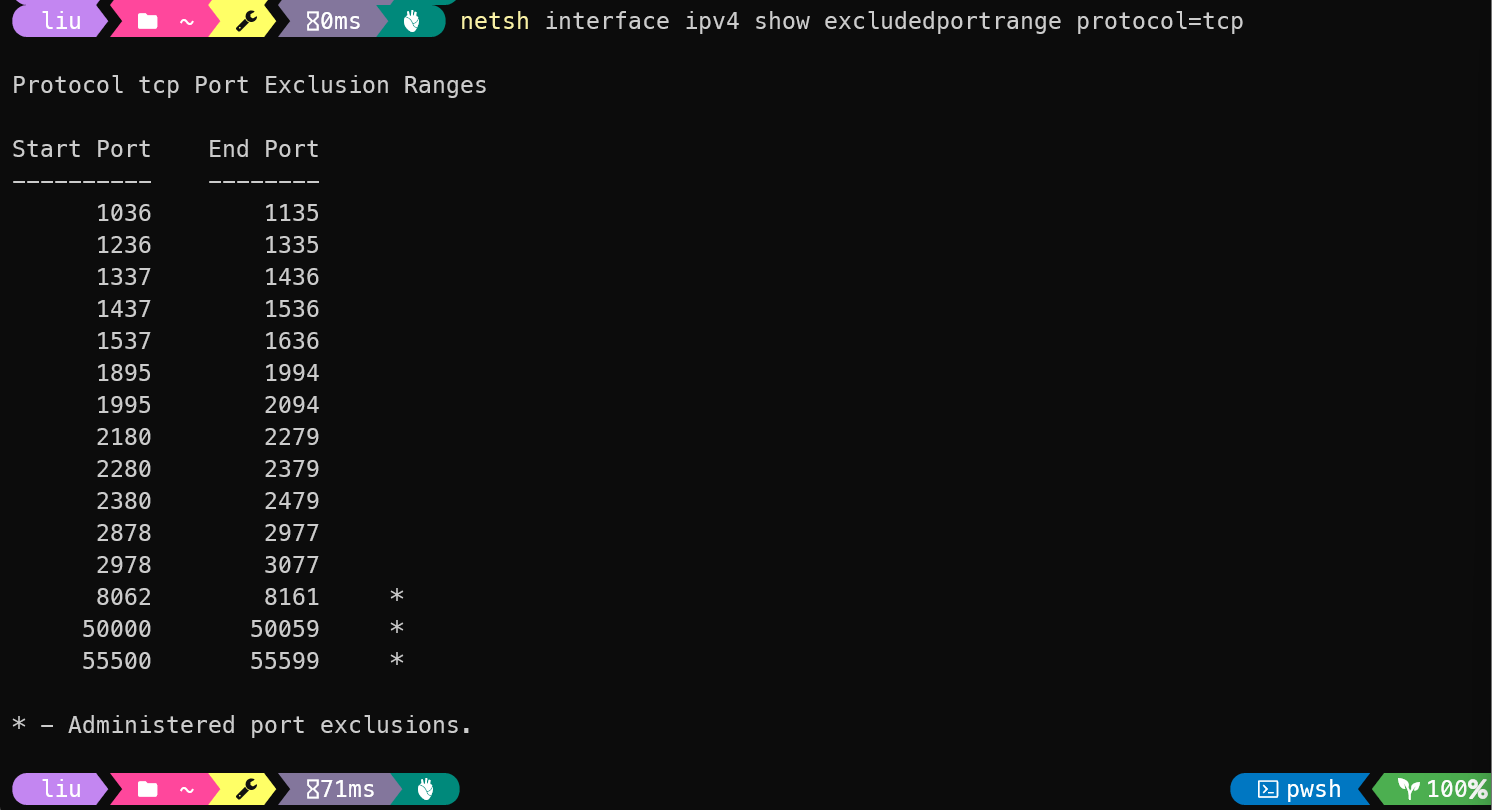 liu ~ 0ms netsh interface ipv4 show excludedportrange protocol=tcp
Protocol tcp Port Exclusion Ranges
Start Port    End Port
----------    --------
      1036        1135
      1236        1335
      1337        1436
      1437        1536
      1537        1636
      1895        1994
      1995        2094
      2180        2279
      2280        2379
      2380        2479
      2878        2977
      2978        3077
      8062        8161     *
     50000       50059     *
     55500       55599     *
* - Administered port exclusions.
liu ~ 71ms pwsh 100%